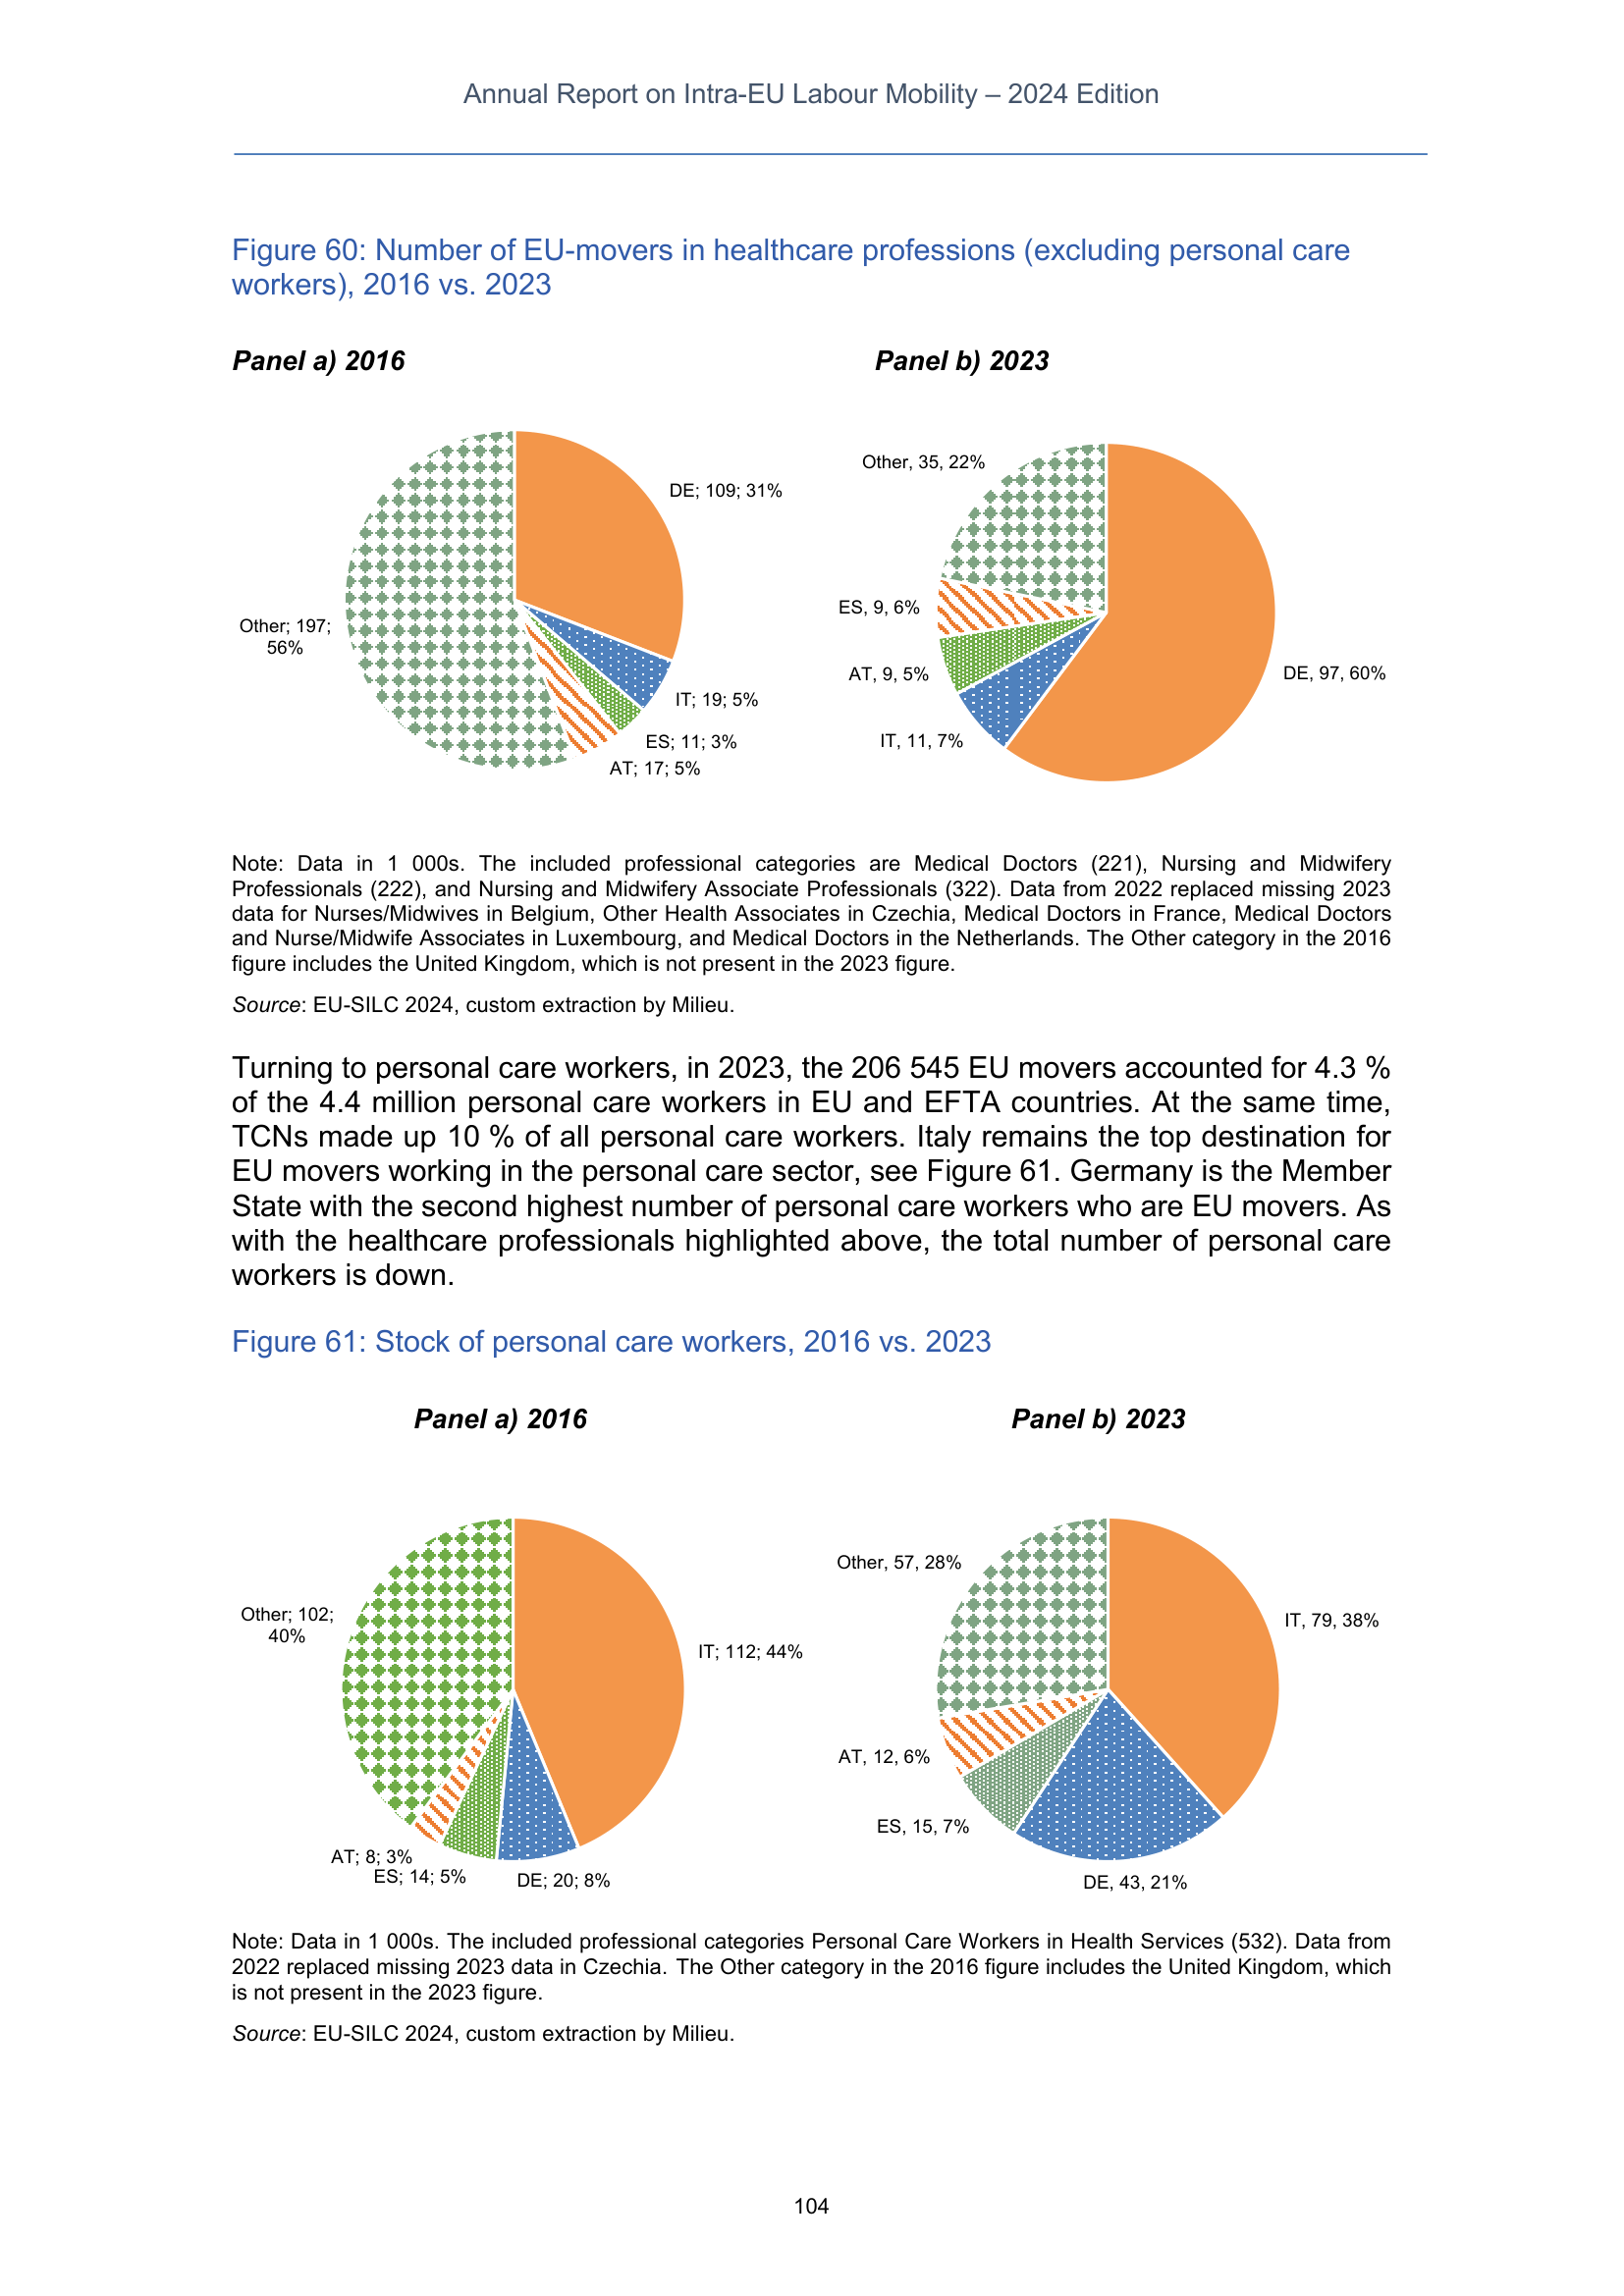 Annual Report on Intra-EU Labour Mobility – 2024 Edition
Figure 60: Number of EU-movers in healthcare professions (excluding personal care
workers), 2016 vs. 2023
Panel a) 2016
Panel b) 2023
DE; 109; 31%
IT; 19; 5%
ES; 11; 3%
AT; 17; 5%
Other; 197;
56%
Other, 35, 22%
ES, 9, 6%
AT, 9, 5%
IT, 11, 7%
DE, 97, 60%
Note: Data in 1 000s. The included professional categories are Medical Doctors (221), Nursing and Midwifery
Professionals (222), and Nursing and Midwifery Associate Professionals (322). Data from 2022 replaced missing 2023
data for Nurses/Midwives in Belgium, Other Health Associates in Czechia, Medical Doctors in France, Medical Doctors
and Nurse/Midwife Associates in Luxembourg, and Medical Doctors in the Netherlands. The Other category in the 2016
figure includes the United Kingdom, which is not present in the 2023 figure.
Source: EU-SILC 2024, custom extraction by Milieu.
Turning to personal care workers, in 2023, the 206 545 EU movers accounted for 4.3 %
of the 4.4 million personal care workers in EU and EFTA countries. At the same time,
TCNs made up 10 % of all personal care workers. Italy remains the top destination for
EU movers working in the personal care sector, see Figure 61. Germany is the Member
State with the second highest number of personal care workers who are EU movers. As
with the healthcare professionals highlighted above, the total number of personal care
workers is down.
Figure 61: Stock of personal care workers, 2016 vs. 2023
Panel a) 2016
Panel b) 2023
Other; 102;
40%
IT; 112; 44%
AT; 8; 3%
ES; 14; 5%
DE; 20; 8%
Other, 57, 28%
IT, 79, 38%
AT, 12, 6%
ES, 15, 7%
DE, 43, 21%
Note: Data in 1 000s. The included professional categories Personal Care Workers in Health Services (532). Data from
2022 replaced missing 2023 data in Czechia. The Other category in the 2016 figure includes the United Kingdom, which
is not present in the 2023 figure.
Source: EU-SILC 2024, custom extraction by Milieu.
104